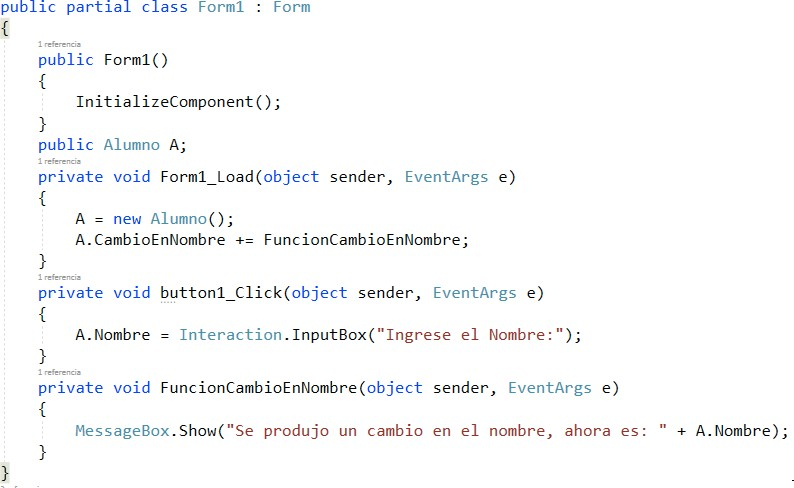 public partial class Form1 : Form
{
1 referencia
public Form1()
{
InitializeComponent();
}
public Alumno A;
1 referencia
private void Form1_Load(object sender, EventArgs e)
{
A = new Alumno();
A.CambioEnNombre += FuncionCambioEnNombre;
}
1 referencia
private void button1_Click(object sender, EventArgs e)
{
A.Nombre = Interaction.InputBox("Ingrese el Nombre:");
}
1 referencia
private void FuncionCambioEnNombre(object sender, EventArgs e)
{
MessageBox.Show("Se produjo un cambio en el nombre, ahora es: " + A.Nombre);
}
}